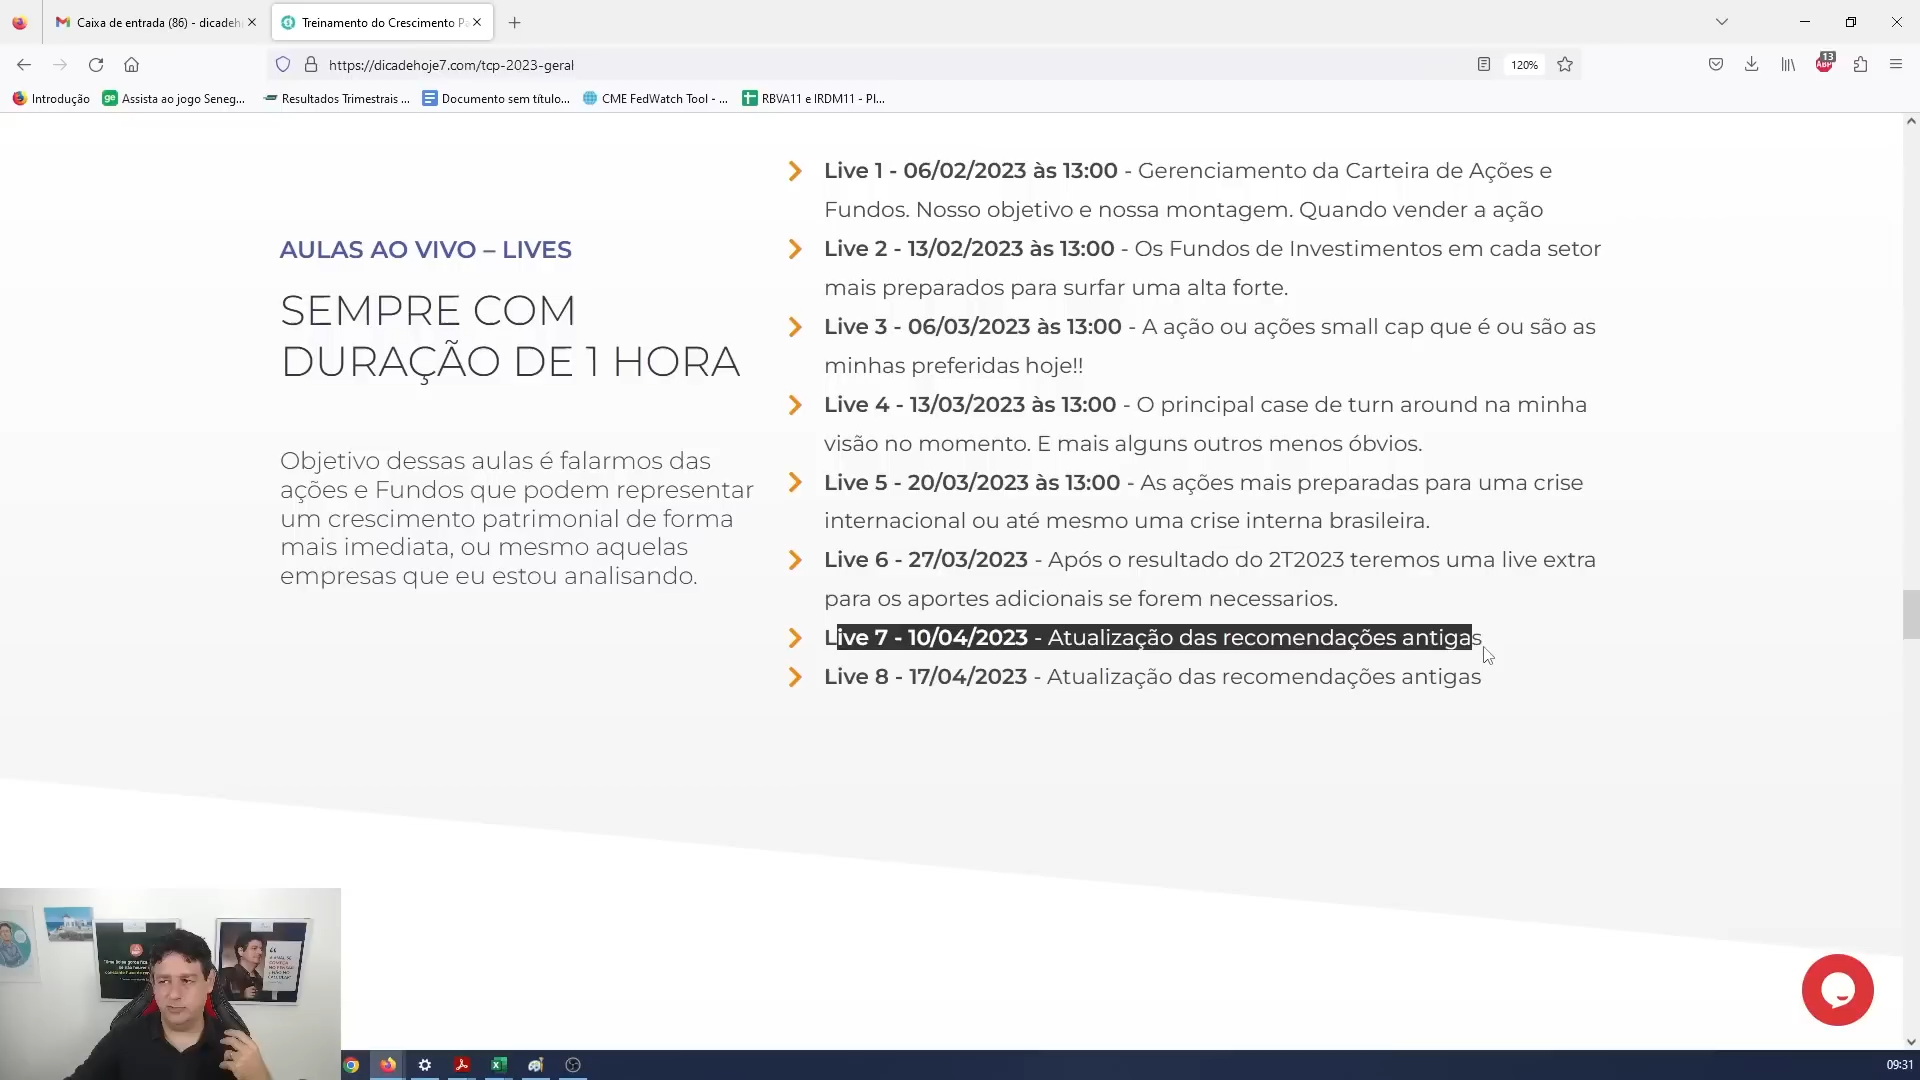 Caixa de entrada (86) - dicadeh
Treinamento do Crescimento P
https://dicadehoje7.com/tcp-2023-geral
120%
13
ABP
Introdução
Assista ao jogo Seneg...
Resultados Trimestrais ...
Documento sem título...
CME FedWatch Tool - ...
RBVA11 e IRDM11 - Pl...
AULAS AO VIVO – LIVES
SEMPRE COM
DURAÇÃO DE 1 HORA
Objetivo dessas aulas é falarmos das
ações e Fundos que podem representar
um crescimento patrimonial de forma
mais imediata, ou mesmo aquelas
empresas que eu estou analisando.
Live 1 - 06/02/2023 às 13:00 - Gerenciamento da Carteira de Ações e
Fundos. Nosso objetivo e nossa montagem. Quando vender a ação
Live 2 - 13/02/2023 às 13:00 - Os Fundos de Investimentos em cada setor
mais preparados para surfar uma alta forte.
Live 3 - 06/03/2023 às 13:00 - A ação ou ações small cap que é ou são as
minhas preferidas hoje!!
Live 4 - 13/03/2023 às 13:00 - O principal case de turn around na minha
visão no momento. E mais alguns outros menos óbvios.
Live 5 - 20/03/2023 às 13:00 - As ações mais preparadas para uma crise
internacional ou até mesmo uma crise interna brasileira.
Live 6 - 27/03/2023 - Após o resultado do 2T2023 teremos uma live extra
para os aportes adicionais se forem necessarios.
Live 7 - 10/04/2023 - Atualização das recomendações antigas
Live 8 - 17/04/2023 - Atualização das recomendações antigas
09:31